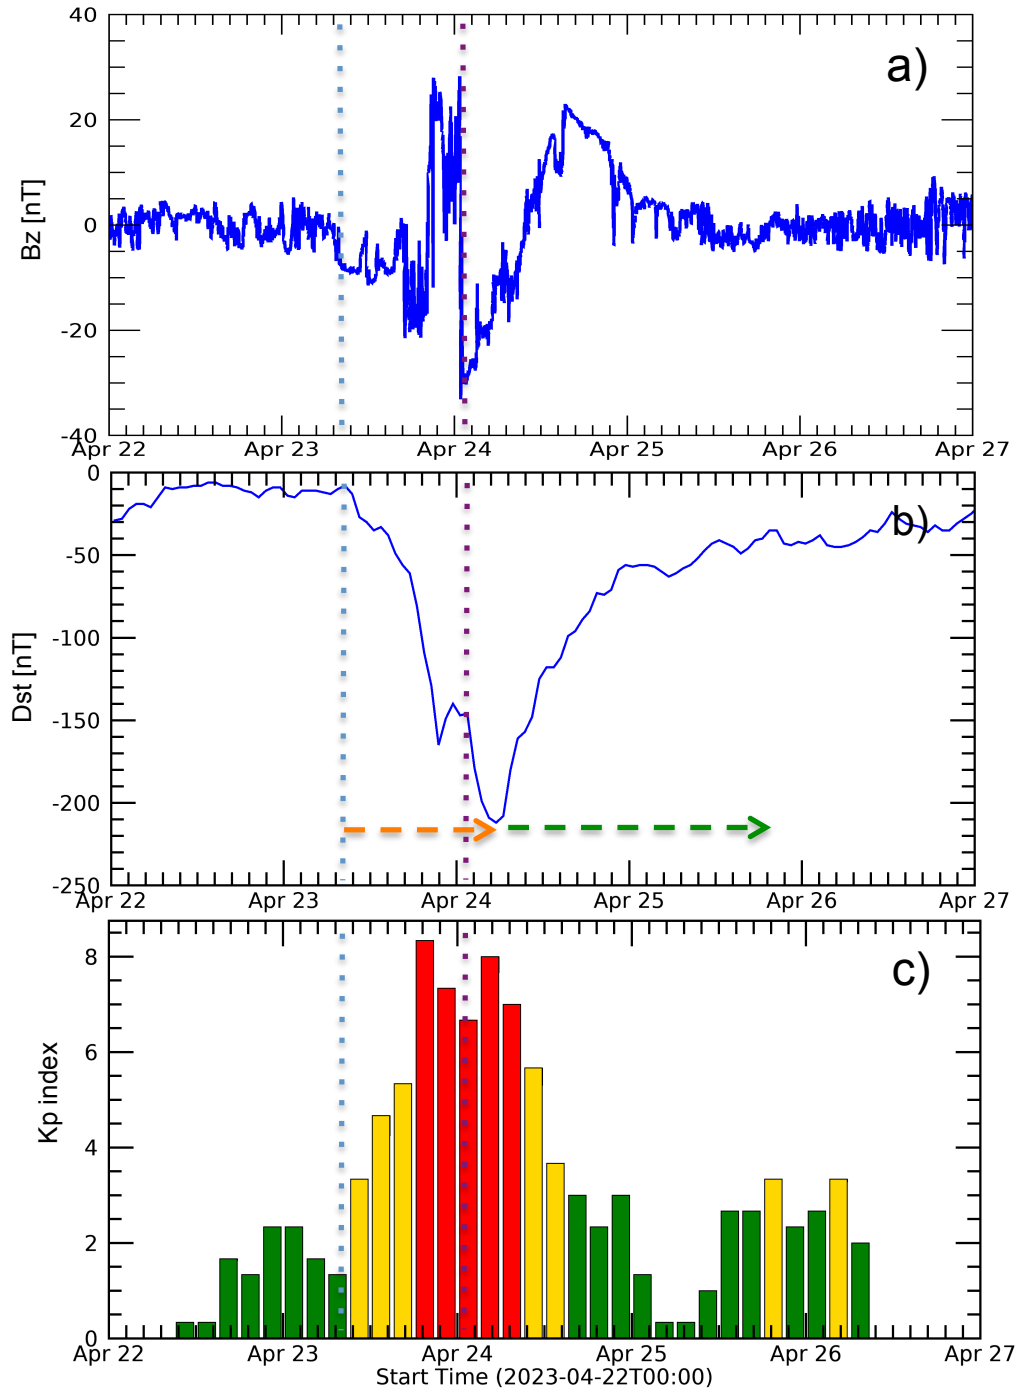 40
a)
20
0
-20
-40
Bz [nT]
Apr 22 Apr 23 Apr 24 Apr 25 Apr 26 Apr 27
0
b)
-50
-100
-150
-200
-250
Dst [nT]
Apr 22 Apr 23 Apr 24 Apr 25 Apr 26 Apr 27
c)
8
6
4
2
0
Kp index
Apr 22 Apr 23 Apr 24 Apr 25 Apr 26 Apr 27
Start Time (2023-04-22T00:00)